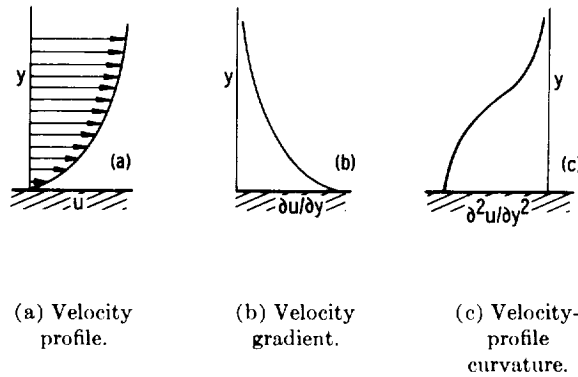 y
(a)
u
y
(b)
∂u/∂y
y
(c)
∂²u/∂y²
(a) Velocity
profile.
(b) Velocity
gradient.
(c) Velocity-
profile
curvature.